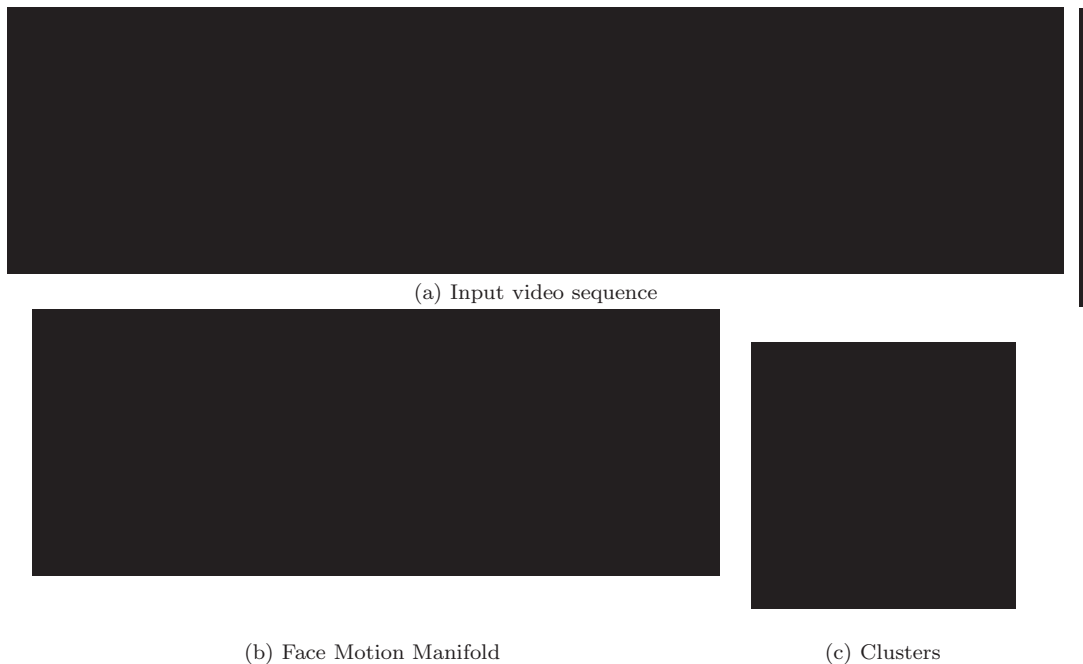 (a) Input video sequence
(b) Face Motion Manifold
(c) Clusters